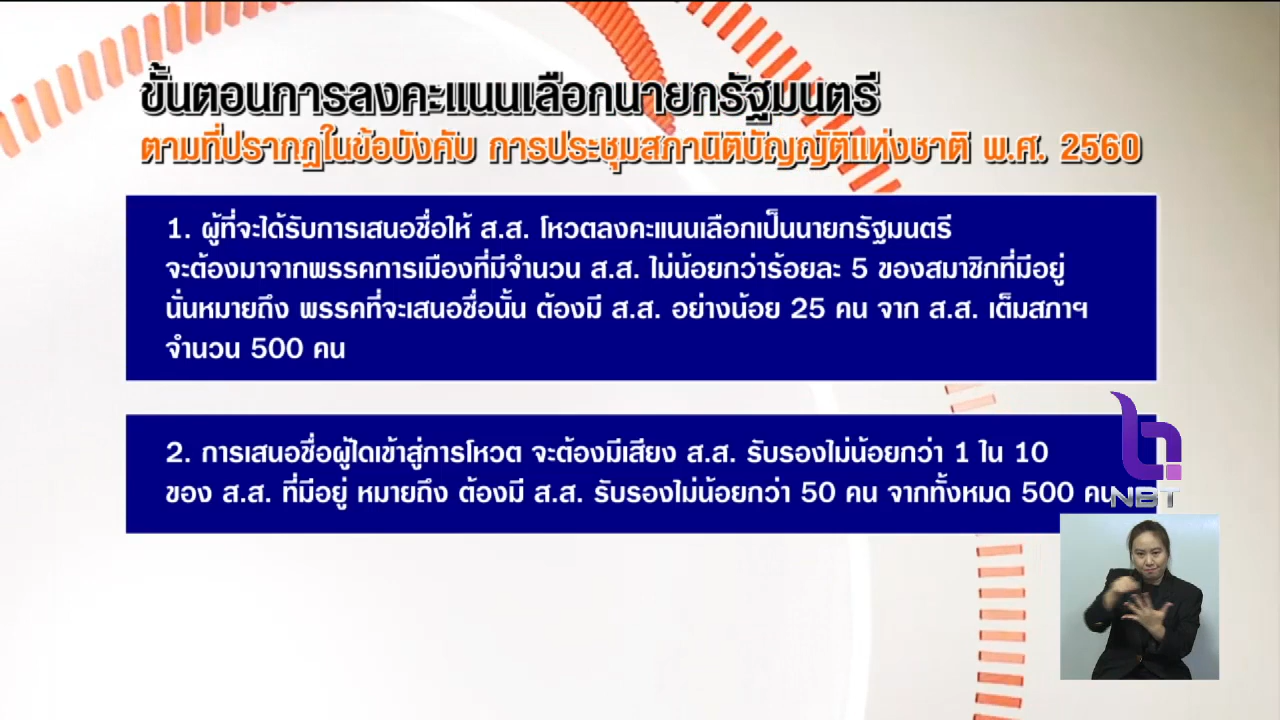 ขั้นตอนการลงคะแนนเลือกนายกรัฐมนตรี
ตามที่ปรากฏในข้อบังคับ การประชุมสภานิติบัญญัติแห่งชาติ พ.ศ. 2560
1. ผู้ที่จะได้รับการเสนอชื่อให้ ส.ส. โหวตลงคะแนนเลือกเป็นนายกรัฐมนตรี
จะต้องมาจากพรรคการเมืองที่มีจำนวน ส.ส. ไม่น้อยกว่าร้อยละ 5 ของสมาชิกที่มีอยู่
นั่นหมายถึง พรรคที่จะเสนอชื่อนั้น ต้องมี ส.ส. อย่างน้อย 25 คน จาก ส.ส. เต็มสภาฯ
จำนวน 500 คน
2. การเสนอชื่อผู้ใดเข้าสู่การโหวต จะต้องมีเสียง ส.ส. รับรองไม่น้อยกว่า 1 ใน 10
ของ ส.ส. ที่มีอยู่ หมายถึง ต้องมี ส.ส. รับรองไม่น้อยกว่า 50 คน จากทั้งหมด 500 คน
NBT